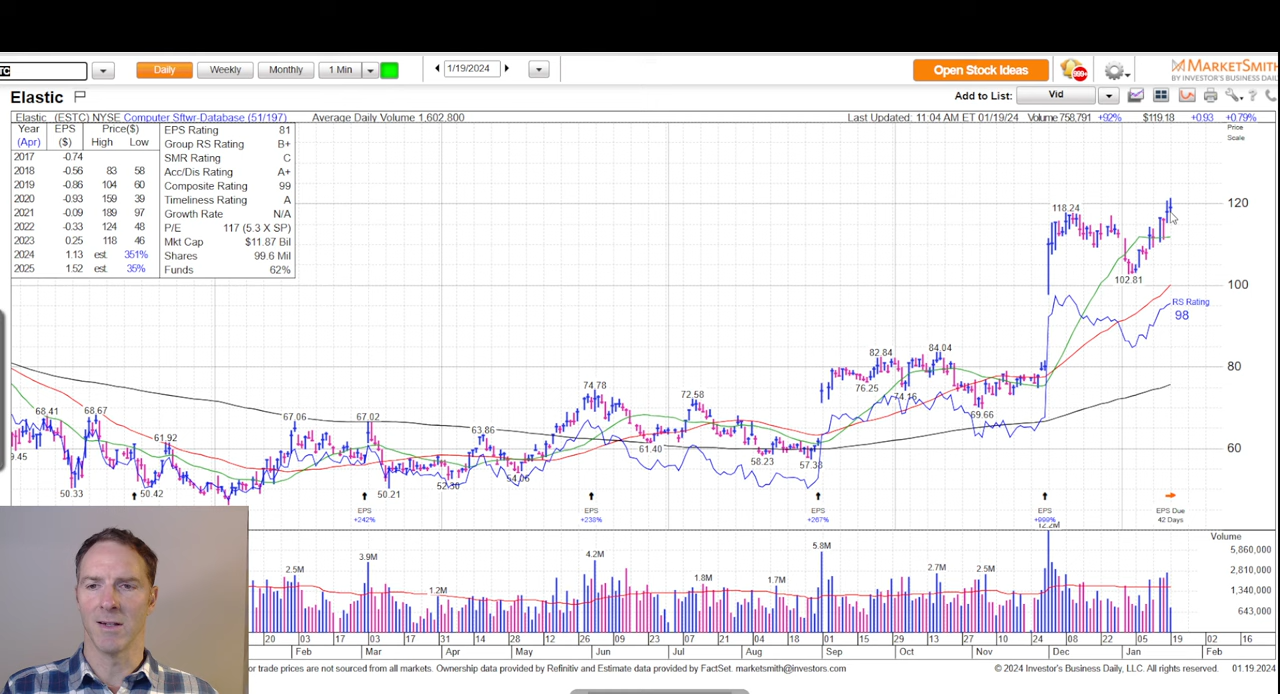 rc
Daily
Weekly
Monthly
1 Min
1/19/2024
Open Stock Ideas
999+
MARKETSMITH
BY INVESTOR'S BUSINESS DAIL
Elastic
Add to List:
Vid
Elastic (ESTC) NYSE Computer Sftwr-Database (51/197) Average Daily Volume 1,602,800 Last Updated: 11:04 AM ET 01/19/24 Volume 758,791 +92% $119.18 +0.93 +0.79%
Year EPS Price($)
(Apr) ($) High Low
2017 -0.74
2018 -0.56 83 58
2019 -0.86 104 60
2020 -0.93 159 39
2021 -0.09 189 97
2022 -0.33 124 48
2023 0.25 118 46
2024 1.13 est. 351%
2025 1.52 est. 35%
EPS Rating 81
Group RS Rating B+
SMR Rating C
Acc/Dis Rating A+
Composite Rating 99
Timeliness Rating A
Growth Rate N/A
P/E 117 (5.3 X SP)
Mkt Cap $11.87 Bil
Shares 99.6 Mil
Funds 62%
Price
Scale
120
118.24
102.81
100
RS Rating
98
84.04
82.84
80
76.25
74.16
74.78
72.58
69.66
68.41
68.67
67.06
67.02
63.86
61.92
61.40
60
9.45
58.23
57.38
54.06
52.30
50.33
50.42
50.21
EPS
+242%
EPS
+238%
EPS
+267%
EPS
+999%
EPS Due
42 Days
12.2M
Volume
5.8M
5,860,000
4.2M
3.9M
2,810,000
2.5M
1.8M
1.7M
2.7M
2.5M
1.2M
1,340,000
643,000
20 03 17 03 17 31 14 28 12 26 09 23 07 21 04 18 01 15 29 13 27 10 24 08 22 05 19 02 16
Feb Mar Apr May Jun Jul Aug Sep Oct Nov Dec Jan Feb
or trade prices are not sourced from all markets. Ownership data provided by Refinitiv and Estimate data provided by FactSet. marketsmith@investors.com
© 2024 Investor's Business Daily, LLC. All rights reserved. 01.19.2024